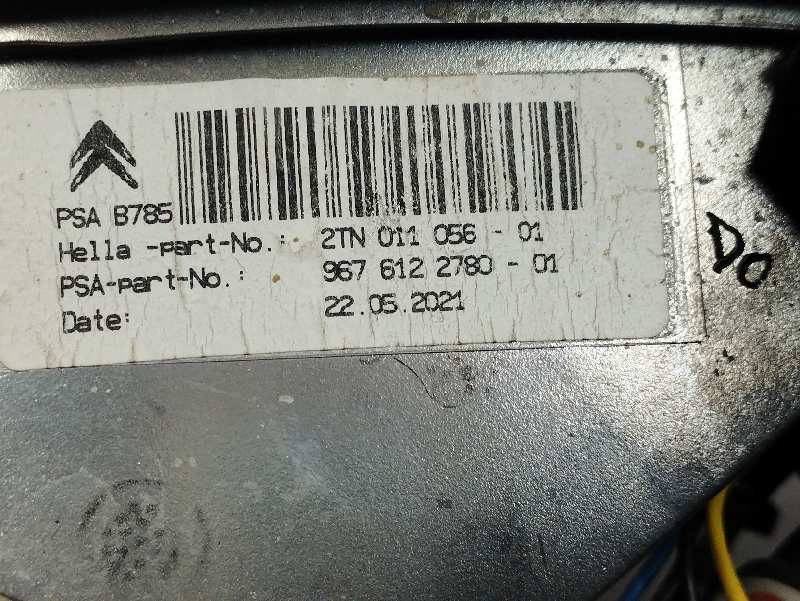 PSA B785
Hella -part-No.: 2TN 011 056 - 01
PSA-part-No.: 967 612 2780 - 01
Date: 22.05.2021
DO